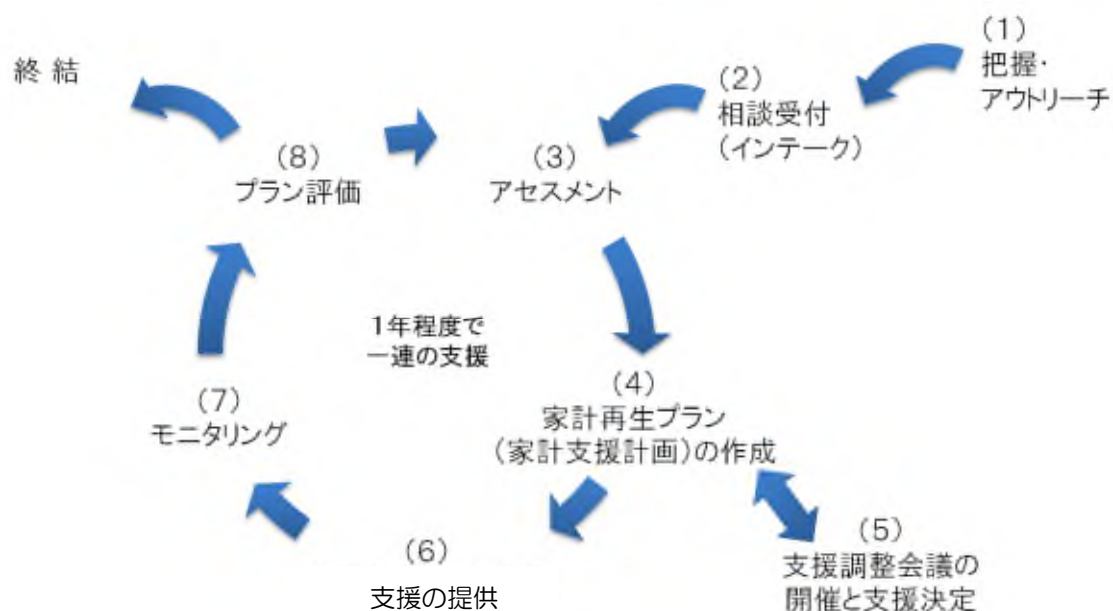 (1)
把握・
アウトリーチ
(2)
相談受付
(インテーク)
(3)
アセスメント
(4)
家計再生プラン
(家計支援計画)の作成
(5)
支援調整会議の
開催と支援決定
(6)
支援の提供
(7)
モニタリング
(8)
プラン評価
終 結
1年程度で
一連の支援